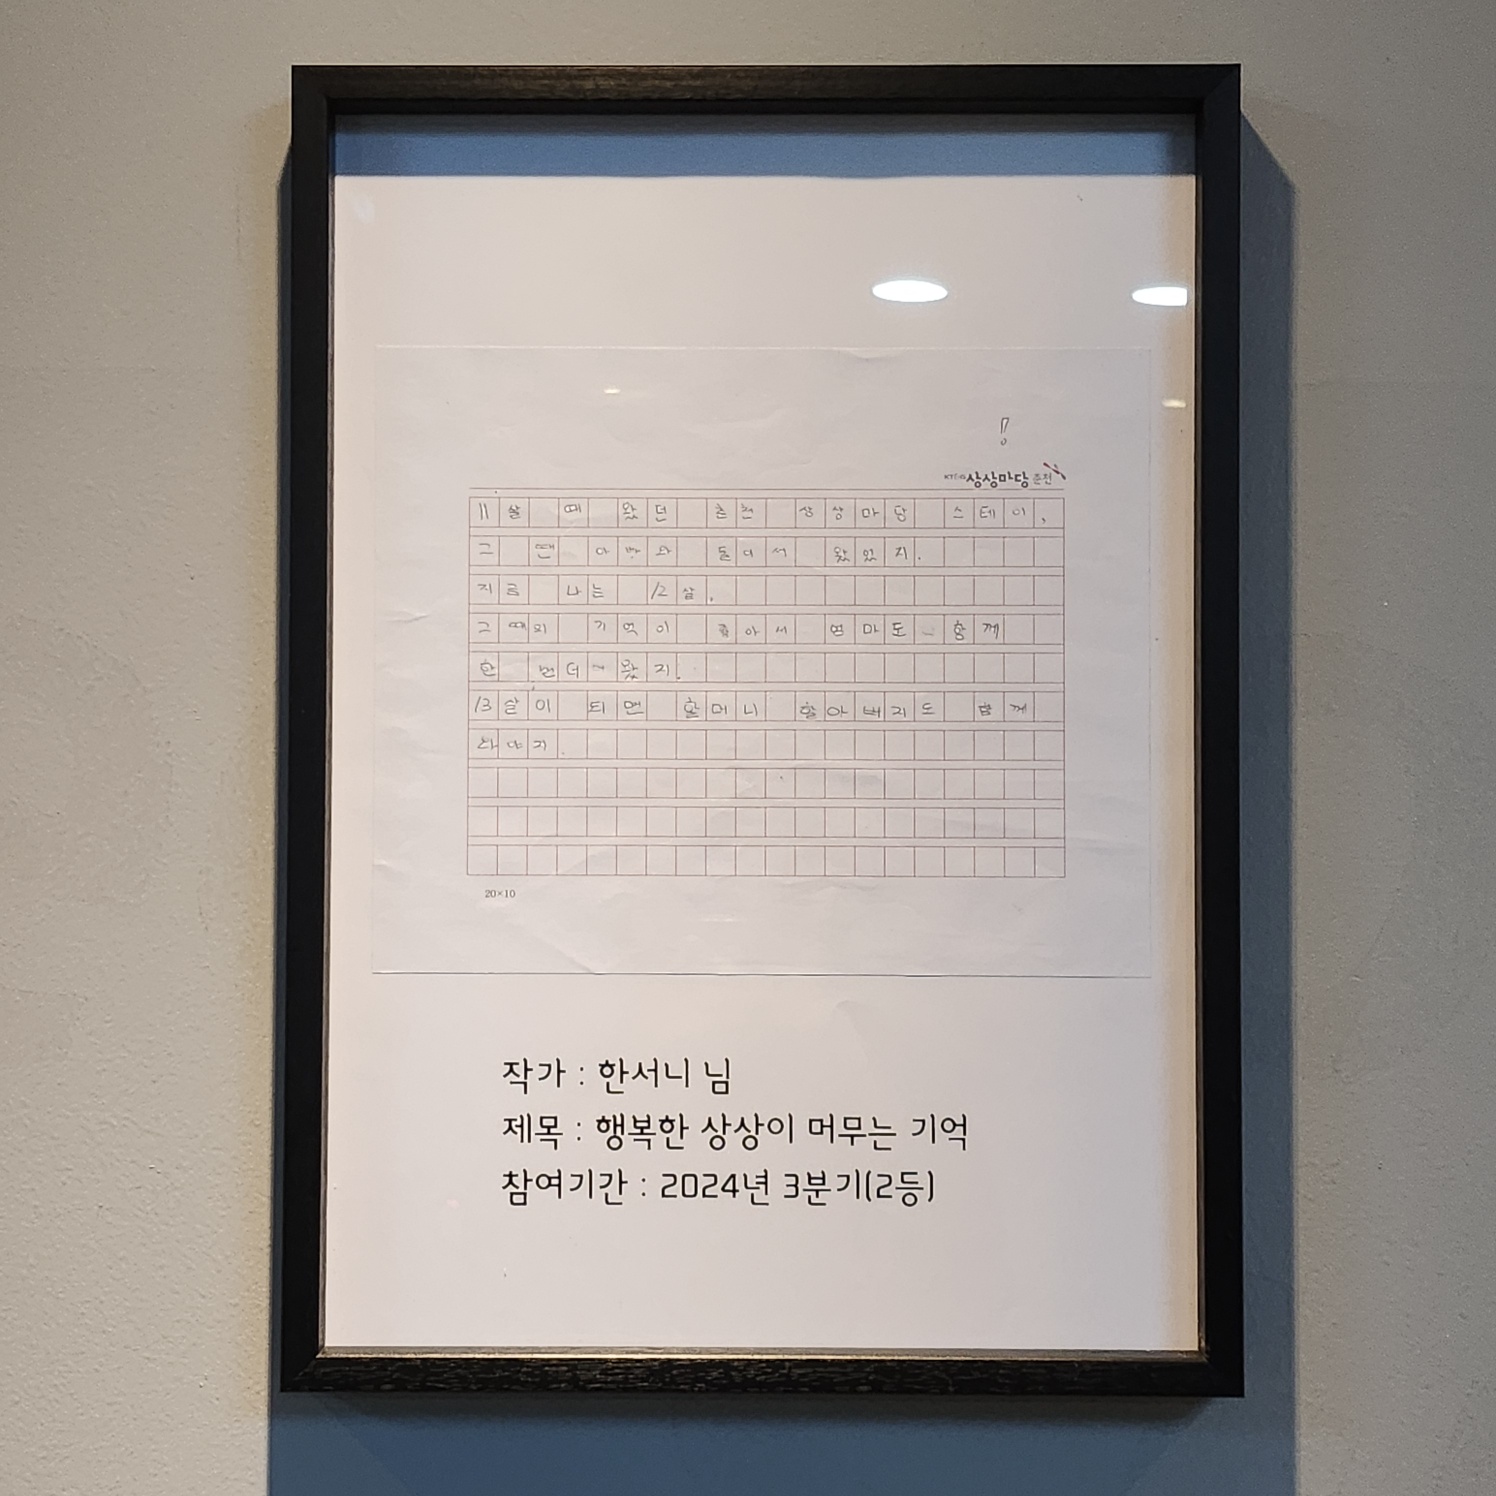 !
KT&G 상상마당 춘천
11살 때 왔던 춘천 상상마당 스테이,
그 땐 아빠와 둘이서 왔었지.
지금 나는 12살.
그때의 기억이 좋아서 엄마도 함께
한 번 더 왔지.
13살이 되면 할머니 할아버지도 함께
와야지.
20×10
작가 : 한서니 님
제목 : 행복한 상상이 머무는 기억
참여기간 : 2024년 3분기(2등)